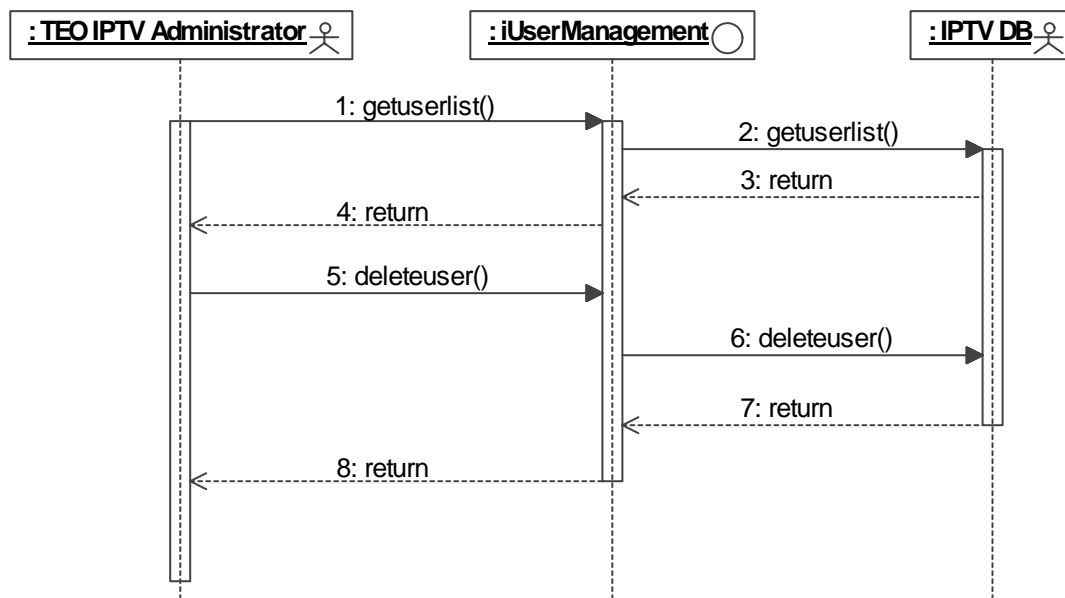 : TEO IPTV Administrator
: iUserManagement
: IPTV DB
1: getuserlist()
2: getuserlist()
3: return
4: return
5: deleteuser()
6: deleteuser()
7: return
8: return